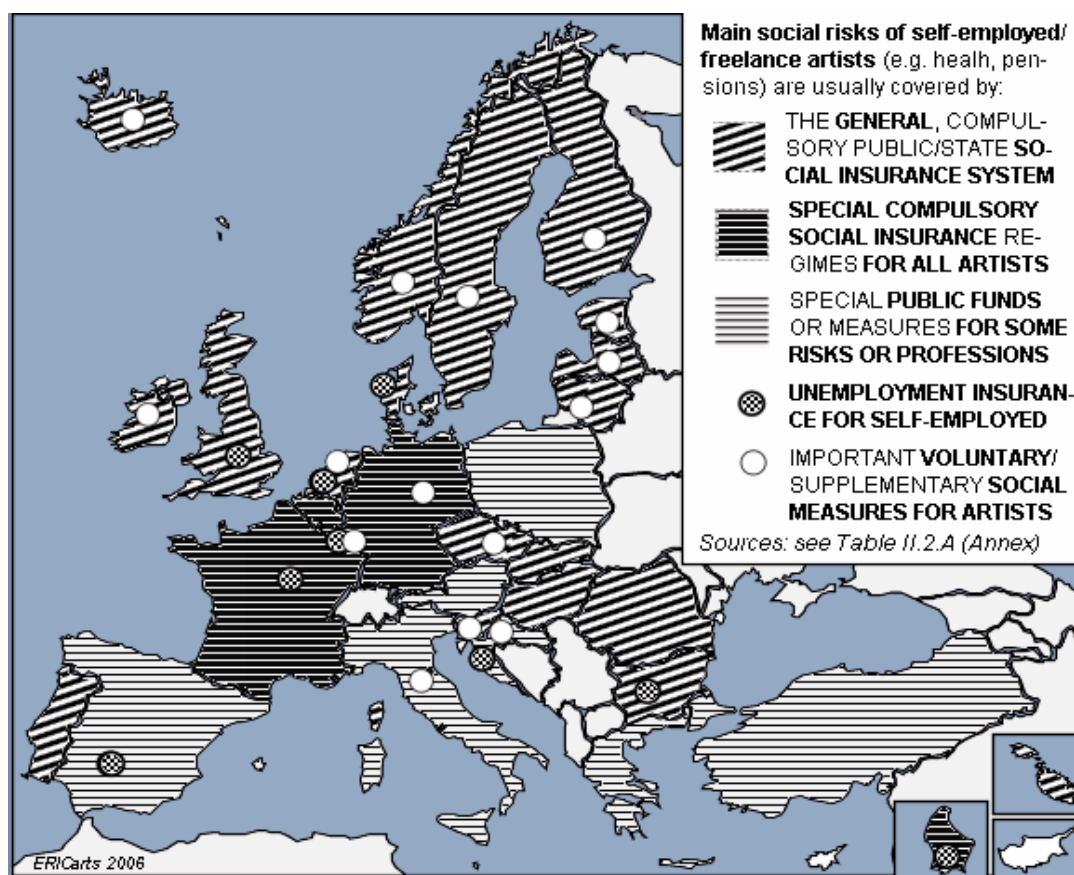 Main social risks of self-employed/
freelance artists (e.g. healh, pen-
sions) are usually covered by:
THE GENERAL, COMPUL-
SORY PUBLIC/STATE SO-
CIAL INSURANCE SYSTEM
SPECIAL COMPULSORY
SOCIAL INSURANCE RE-
GIMES FOR ALL ARTISTS
SPECIAL PUBLIC FUNDS
OR MEASURES FOR SOME
RISKS OR PROFESSIONS
UNEMPLOYMENT INSURAN-
CE FOR SELF-EMPLOYED
IMPORTANT VOLUNTARY/
SUPPLEMENTARY SOCIAL
MEASURES FOR ARTISTS
Sources: see Table II.2.A (Annex)
ERICarts 2006